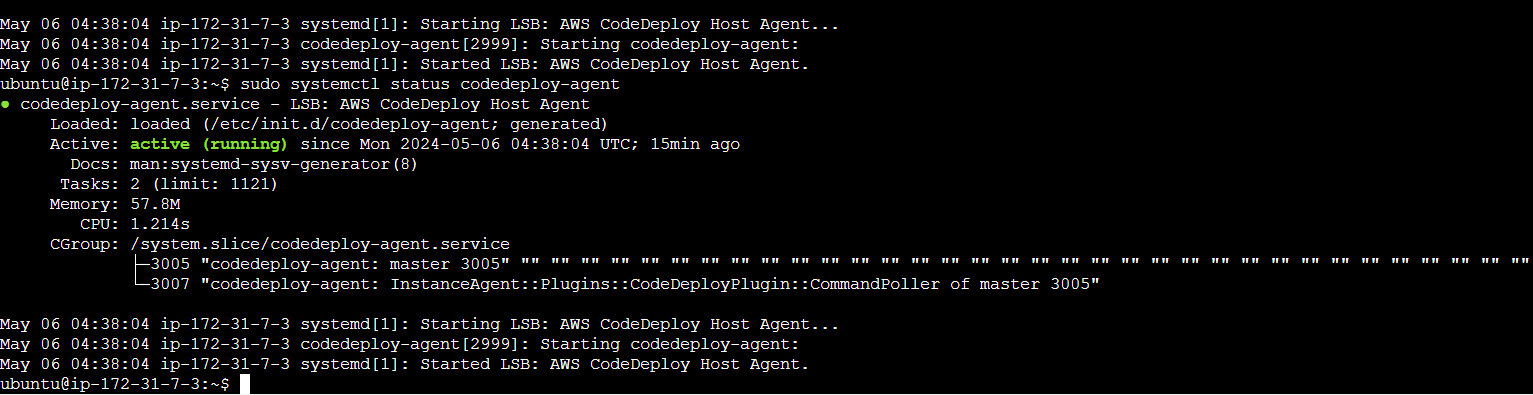 May 06 04:38:04 ip-172-31-7-3 systemd[1]: Starting LSB: AWS CodeDeploy Host Agent...
May 06 04:38:04 ip-172-31-7-3 codedeploy-agent[2999]: Starting codedeploy-agent:
May 06 04:38:04 ip-172-31-7-3 systemd[1]: Started LSB: AWS CodeDeploy Host Agent.
ubuntu@ip-172-31-7-3:~$ sudo systemctl status codedeploy-agent
● codedeploy-agent.service - LSB: AWS CodeDeploy Host Agent
     Loaded: loaded (/etc/init.d/codedeploy-agent; generated)
     Active: active (running) since Mon 2024-05-06 04:38:04 UTC; 15min ago
       Docs: man:systemd-sysv-generator(8)
      Tasks: 2 (limit: 1121)
     Memory: 57.8M
        CPU: 1.214s
     CGroup: /system.slice/codedeploy-agent.service
             ├─3005 "codedeploy-agent: master 3005" "" "" "" "" "" "" "" "" "" "" "" "" "" "" "" "" "" "" "" "" "" "" "" "" "" "" "" "" "" "" "" "" "" ""
             └─3007 "codedeploy-agent: InstanceAgent::Plugins::CodeDeployPlugin::CommandPoller of master 3005"
May 06 04:38:04 ip-172-31-7-3 systemd[1]: Starting LSB: AWS CodeDeploy Host Agent...
May 06 04:38:04 ip-172-31-7-3 codedeploy-agent[2999]: Starting codedeploy-agent:
May 06 04:38:04 ip-172-31-7-3 systemd[1]: Started LSB: AWS CodeDeploy Host Agent.
ubuntu@ip-172-31-7-3:~$